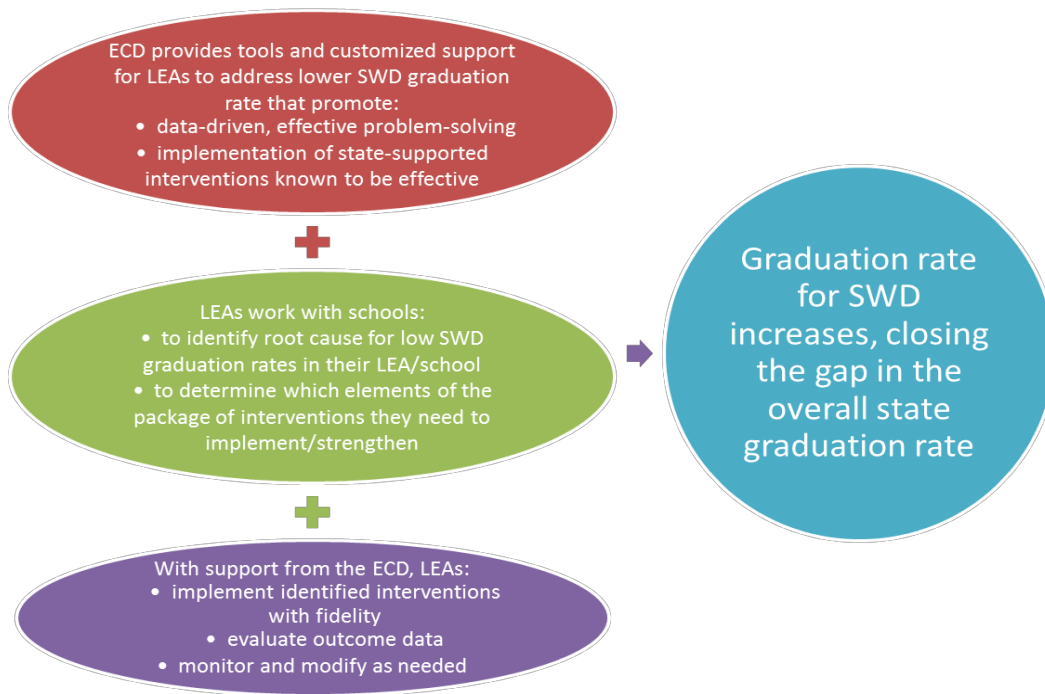 ECD provides tools and customized support
for LEAs to address lower SWD graduation
rate that promote:
• data-driven, effective problem-solving
• implementation of state-supported
interventions known to be effective
LEAs work with schools:
• to identify root cause for low SWD
graduation rates in their LEA/school
• to determine which elements of the
package of interventions they need to
implement/strengthen
With support from the ECD, LEAs:
• implement identified interventions
with fidelity
• evaluate outcome data
• monitor and modify as needed
Graduation rate
for SWD
increases, closing
the gap in the
overall state
graduation rate